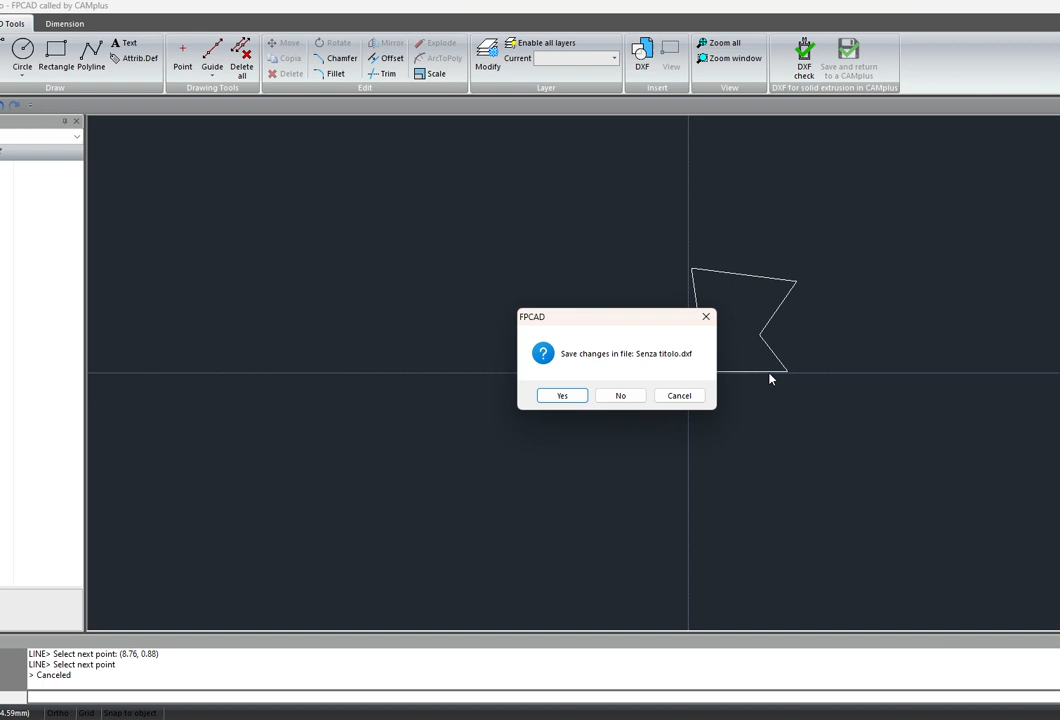 o - FPCAD called by CAMplus
D Tools Dimension
Circle Rectangle Polyline Text Attrib.Def
Draw
Point Guide Delete all
Drawing Tools
Move Rotate Mirror Explode
Copia Chamfer Offset ArcToPoly
Delete Fillet Trim Scale
Edit
Modify Enable all layers
Current
Layer
DXF View
Insert
Zoom all
Zoom window
View
DXF check Save and return to a CAMplus
DXF for solid extrusion in CAMplus
FPCAD
Save changes in file: Senza titolo.dxf
Yes No Cancel
LINE> Select next point: (8.76, 0.88)
LINE> Select next point
> Canceled
4.59mm) Ortho Grid Snap to object